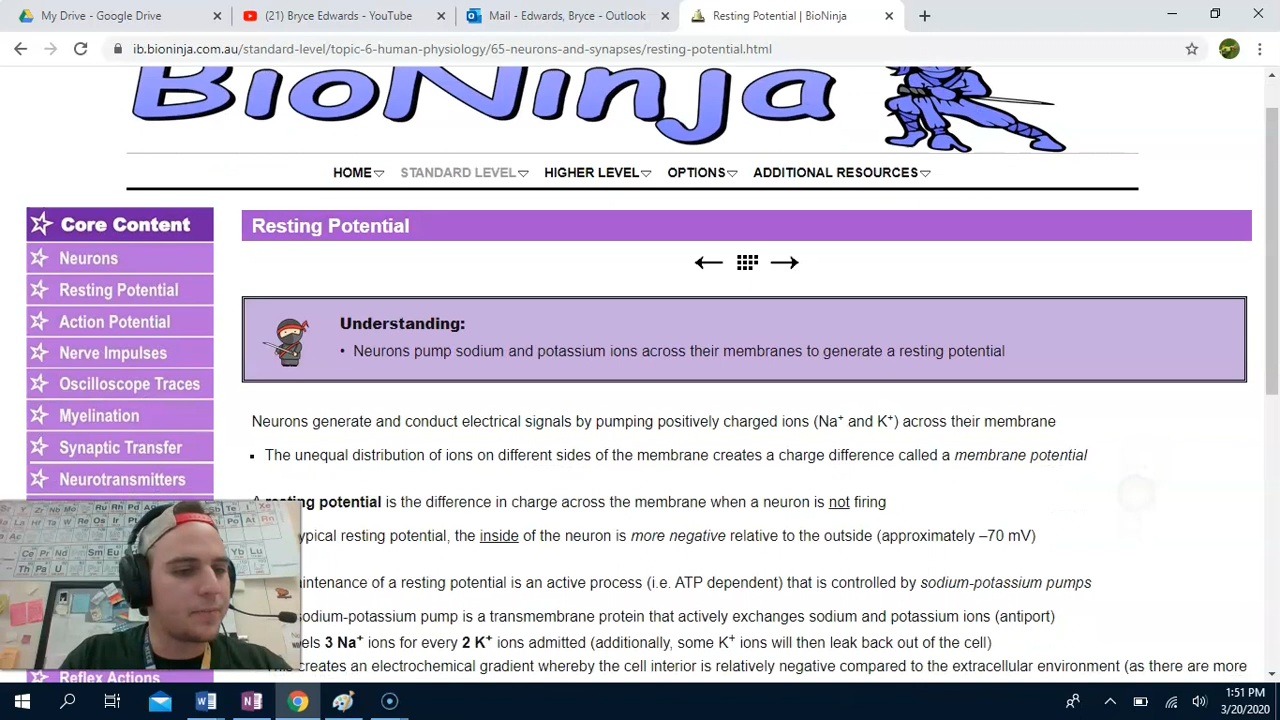 My Drive - Google Drive
(21) Bryce Edwards - YouTube
Mail - Edwards, Bryce - Outlook
Resting Potential | BioNinja
ib.bioninja.com.au/standard-level/topic-6-human-physiology/65-neurons-and-synapses/resting-potential.html
BioNinja
HOME STANDARD LEVEL HIGHER LEVEL OPTIONS ADDITIONAL RESOURCES
Core Content
Neurons
Resting Potential
Action Potential
Nerve Impulses
Oscilloscope Traces
Myelination
Synaptic Transfer
Neurotransmitters
Reflex Actions
Resting Potential
Understanding:
• Neurons pump sodium and potassium ions across their membranes to generate a resting potential
Neurons generate and conduct electrical signals by pumping positively charged ions (Na⁺ and K⁺) across their membrane
▪ The unequal distribution of ions on different sides of the membrane creates a charge difference called a membrane potential
A resting potential is the difference in charge across the membrane when a neuron is not firing
typical resting potential, the inside of the neuron is more negative relative to the outside (approximately –70 mV)
maintenance of a resting potential is an active process (i.e. ATP dependent) that is controlled by sodium-potassium pumps
sodium-potassium pump is a transmembrane protein that actively exchanges sodium and potassium ions (antiport)
els 3 Na⁺ ions for every 2 K⁺ ions admitted (additionally, some K⁺ ions will then leak back out of the cell)
This creates an electrochemical gradient whereby the cell interior is relatively negative compared to the extracellular environment (as there are more
1:51 PM
3/20/2020